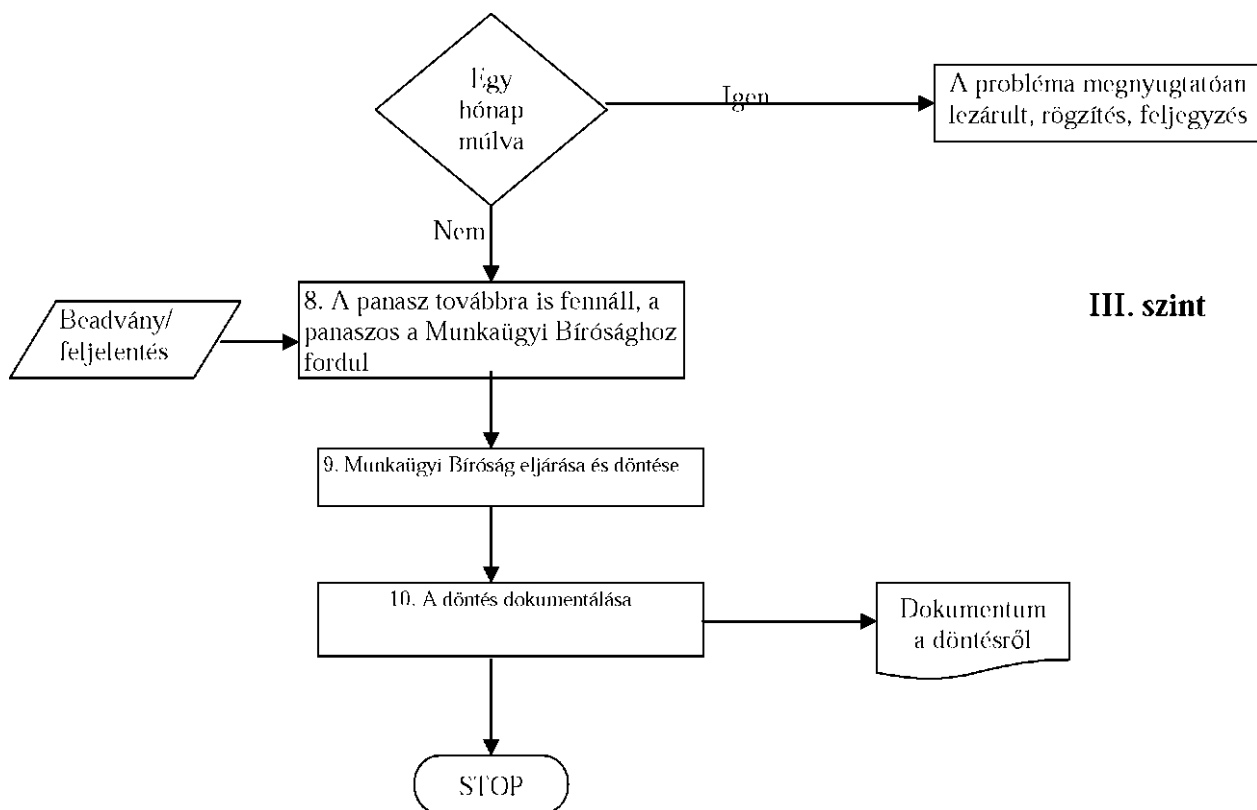 Egy
hónap
múlva
Igen
A probléma megnyugtatóan
lezárult, rögzítés, feljegyzés
Nem
III. szint
Beadvány/
feljelentés
8. A panasz továbbra is fennáll, a
panaszos a Munkaügyi Bírósághoz
fordul
9. Munkaügyi Bíróság eljárása és döntése
10. A döntés dokumentálása
Dokumentum
a döntésről
STOP